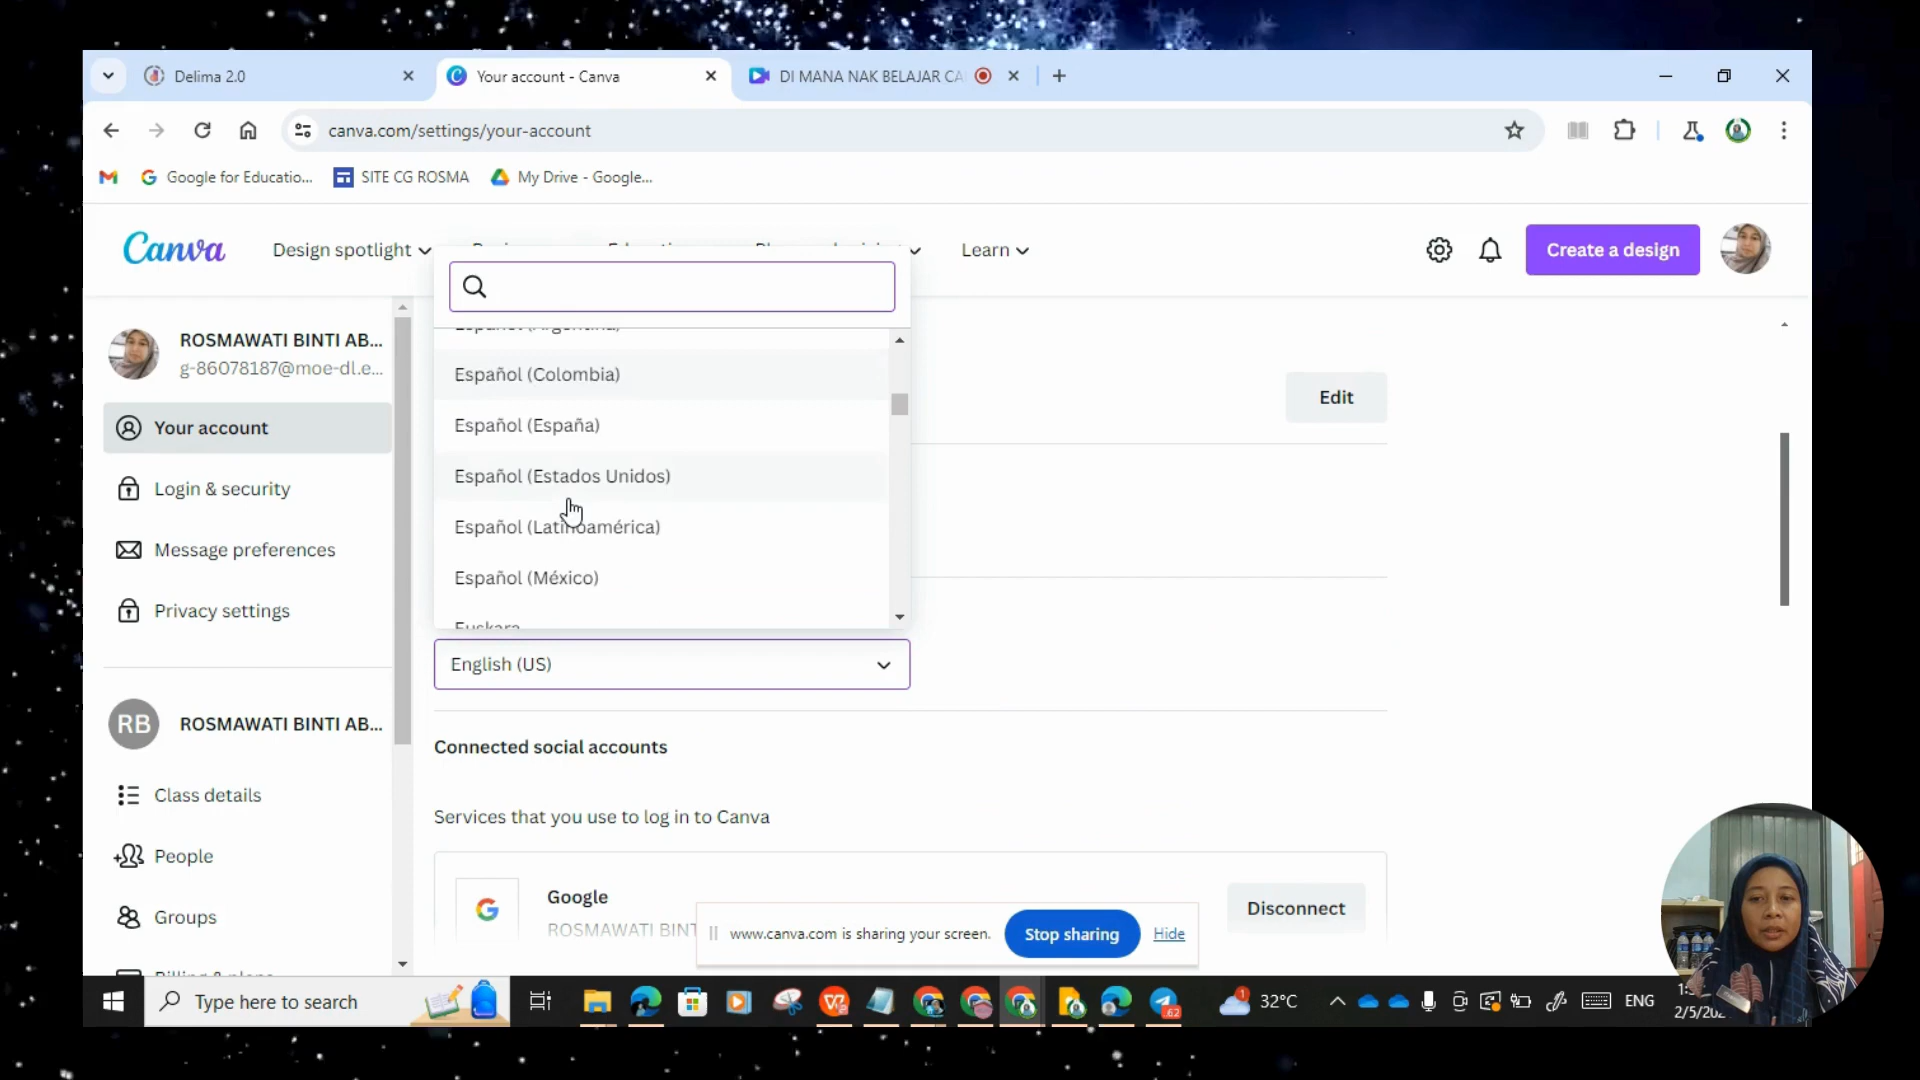 Delima 2.0
Your account - Canva
DI MANA NAK BELAJAR CA
canva.com/settings/your-account
Google for Educatio...
SITE CG ROSMA
My Drive - Google...
Canva
Design spotlight
Learn
Create a design
ROSMAWATI BINTI AB...
g-86078187@moe-dl.e...
Your account
Login & security
Message preferences
Privacy settings
RB
ROSMAWATI BINTI AB...
Class details
People
Groups
Billing & plans
Español (Argentina)
Español (Colombia)
Español (España)
Español (Estados Unidos)
Español (Latinoamérica)
Español (México)
Euskara
English (US)
Edit
Connected social accounts
Services that you use to log in to Canva
Google
ROSMAWATI BINT
Disconnect
www.canva.com is sharing your screen.
Stop sharing
Hide
Type here to search
62
1
32°C
ENG
2/5/202